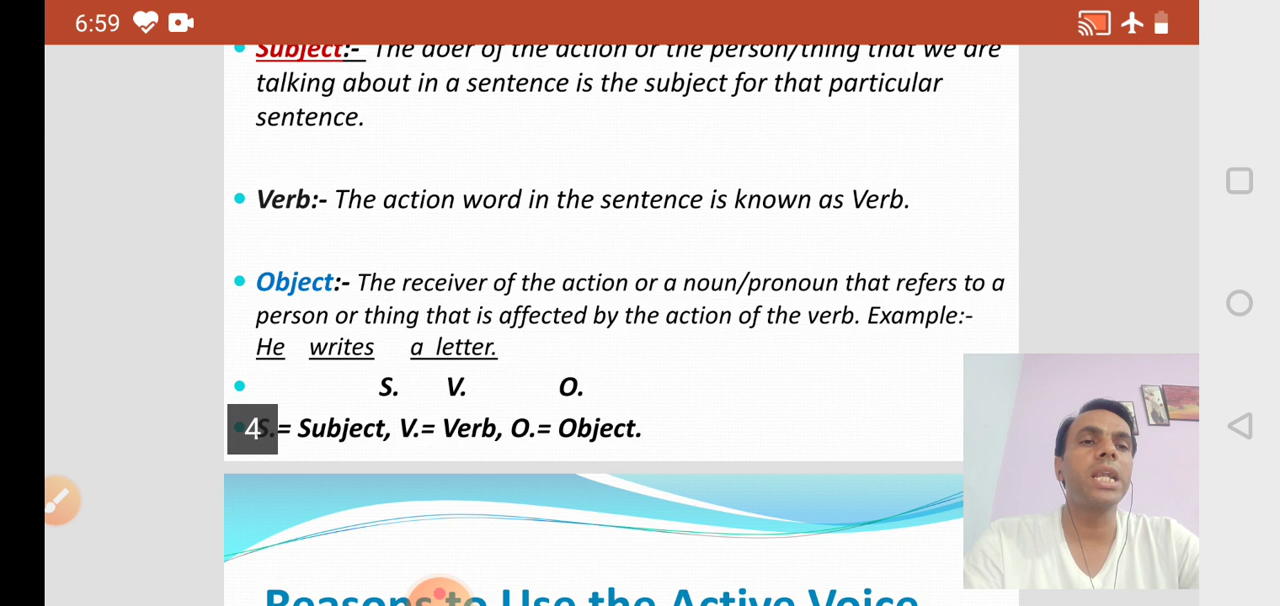 6:59
Subject:- The doer of the action or the person/thing that we are
talking about in a sentence is the subject for that particular
sentence.
Verb:- The action word in the sentence is known as Verb.
Object:- The receiver of the action or a noun/pronoun that refers to a
person or thing that is affected by the action of the verb. Example:-
He writes a letter.
S. V. O.
4
S.= Subject, V.= Verb, O.= Object.
Reasons to Use the Active Voice